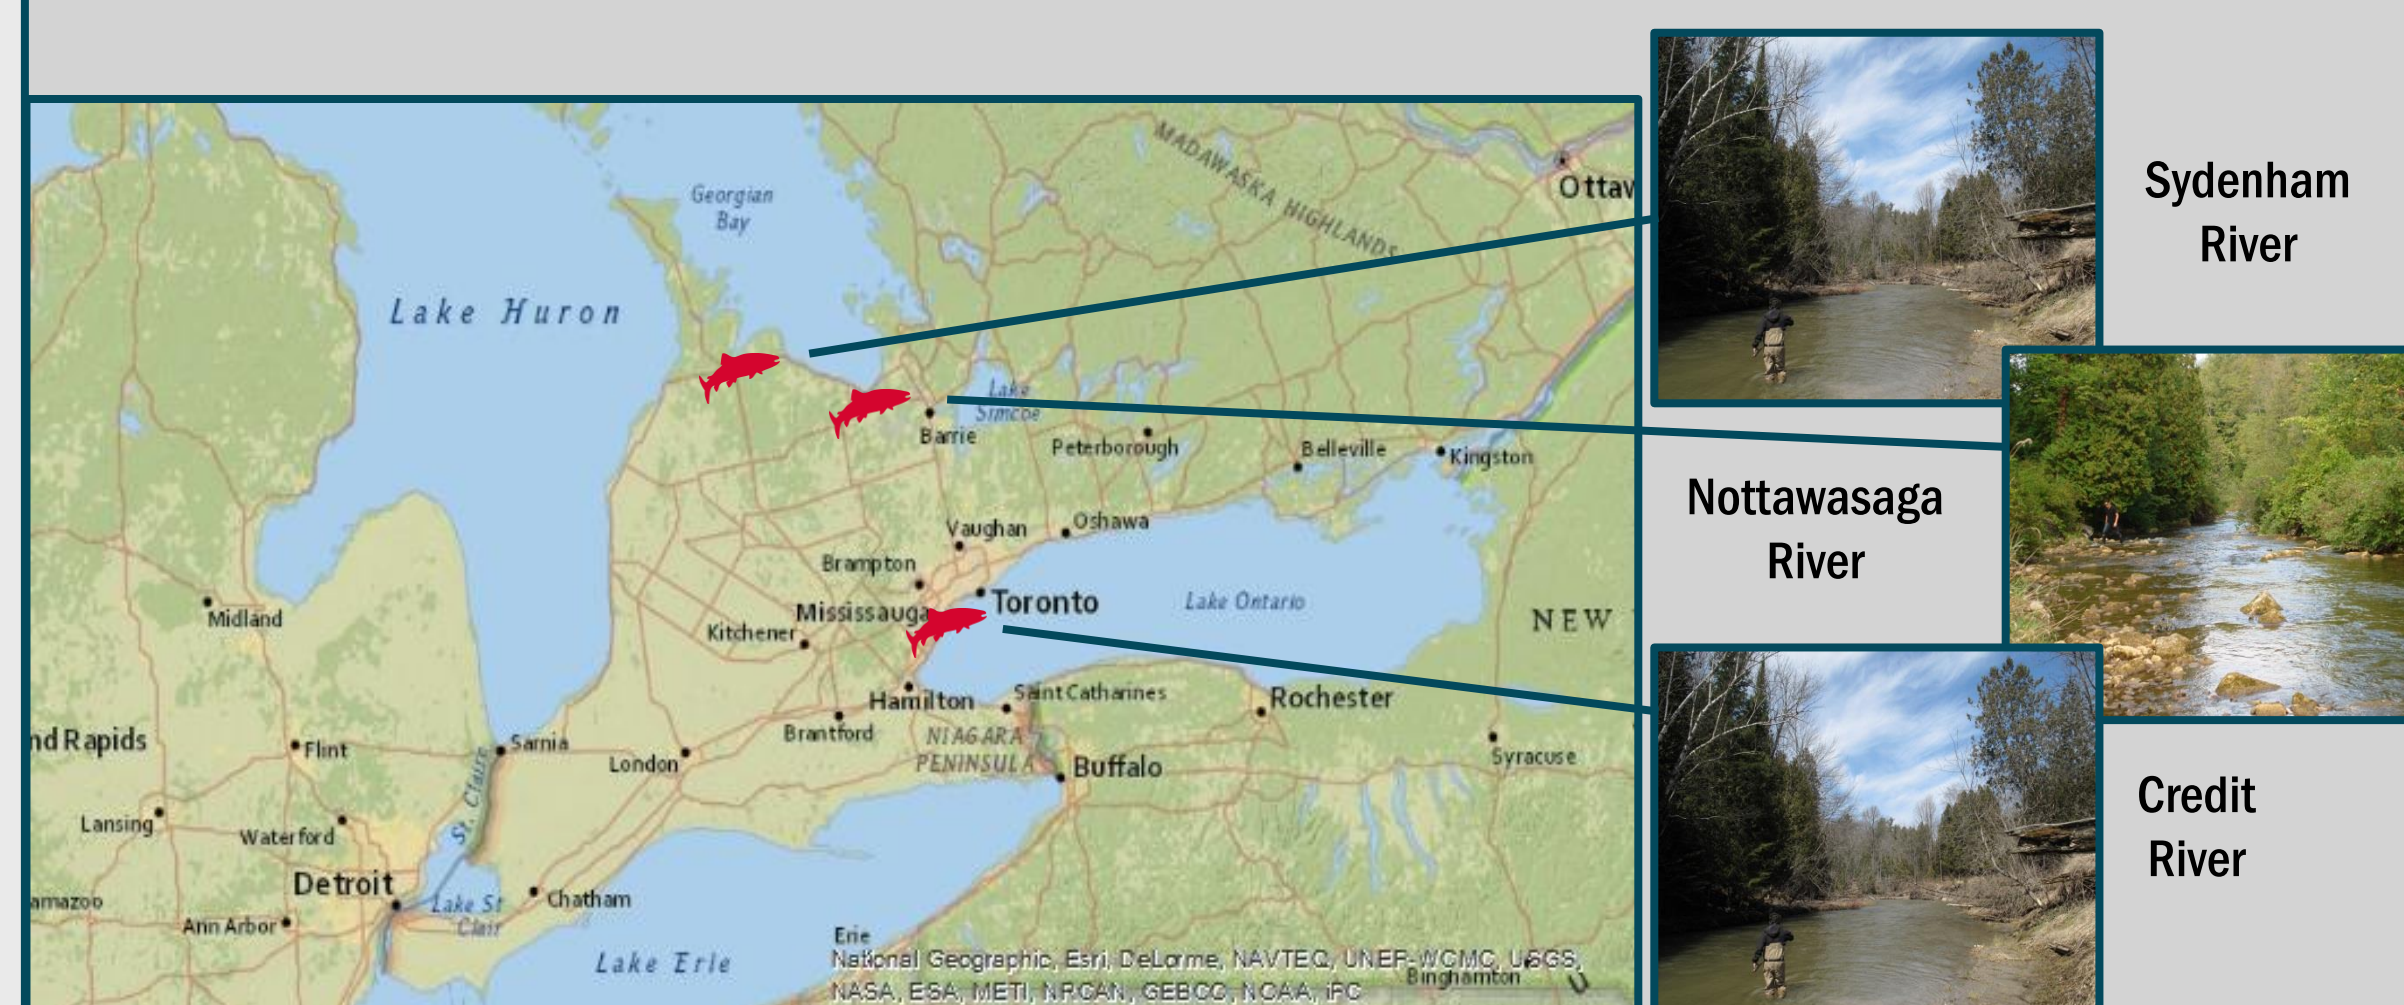 MADAWASKA HIGHLANDS
Georgian
Bay
Ottaw
Sydenham
River
Lake Huron
Lake
Simcoe
Barrie
Peterborough
Belleville
Kingston
Nottawasaga
River
Vaughan
Oshawa
Brampton
Toronto
Mississauga
Lake Ontario
NEW
Midland
Kitchener
Hamilton
Saint Catharines
Rochester
nd Rapids
Flint
Sarnia
Brantford
NIAGARA
PENINSULA
London
Buffalo
Syracuse
St. Clair
Lansing
Waterford
Credit
River
Detroit
amazoo
Lake St
Clair
Chatham
Ann Arbor
Erie
Lake Erie
National Geographic, Esri, DeLorme, NAVTEQ, UNEP-WCMC, USGS,
Binghamton
U
NASA, ESA, METI, NRCAN, GEBCO, NOAA, iPC